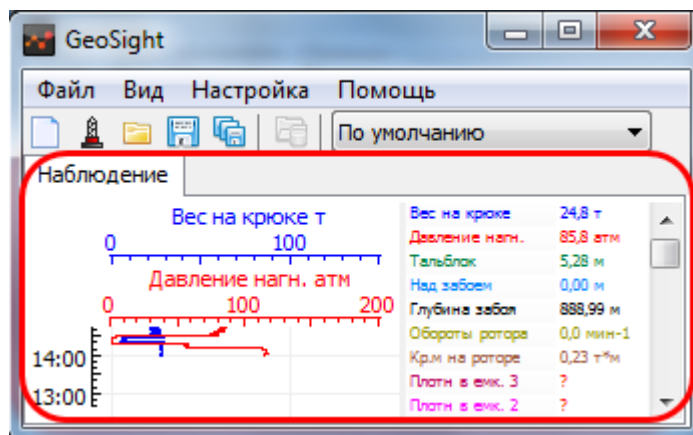 GeoSight
Файл Вид Настройка Помощь
По умолчанию
Наблюдение
Вес на крюке т
0 100
Давление нагн. атм
0 100 200
14:00
13:00
Вес на крюке 24,8 т
Давление нагн. 85,8 атм
Тальблок 5,28 м
Над забоем 0,00 м
Глубина забоя 888,99 м
Обороты ротора 0,0 мин-1
Кр.м на роторе 0,23 т*м
Плотн в емк. 3 ?
Плотн в емк. 2 ?